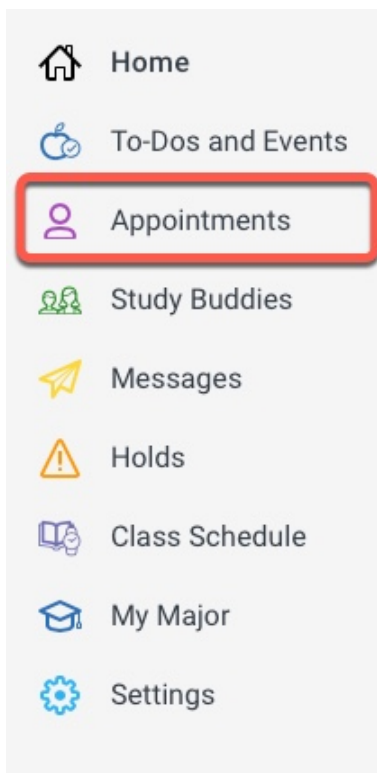 Home
To-Dos and Events
Appointments
Study Buddies
Messages
Holds
Class Schedule
My Major
Settings